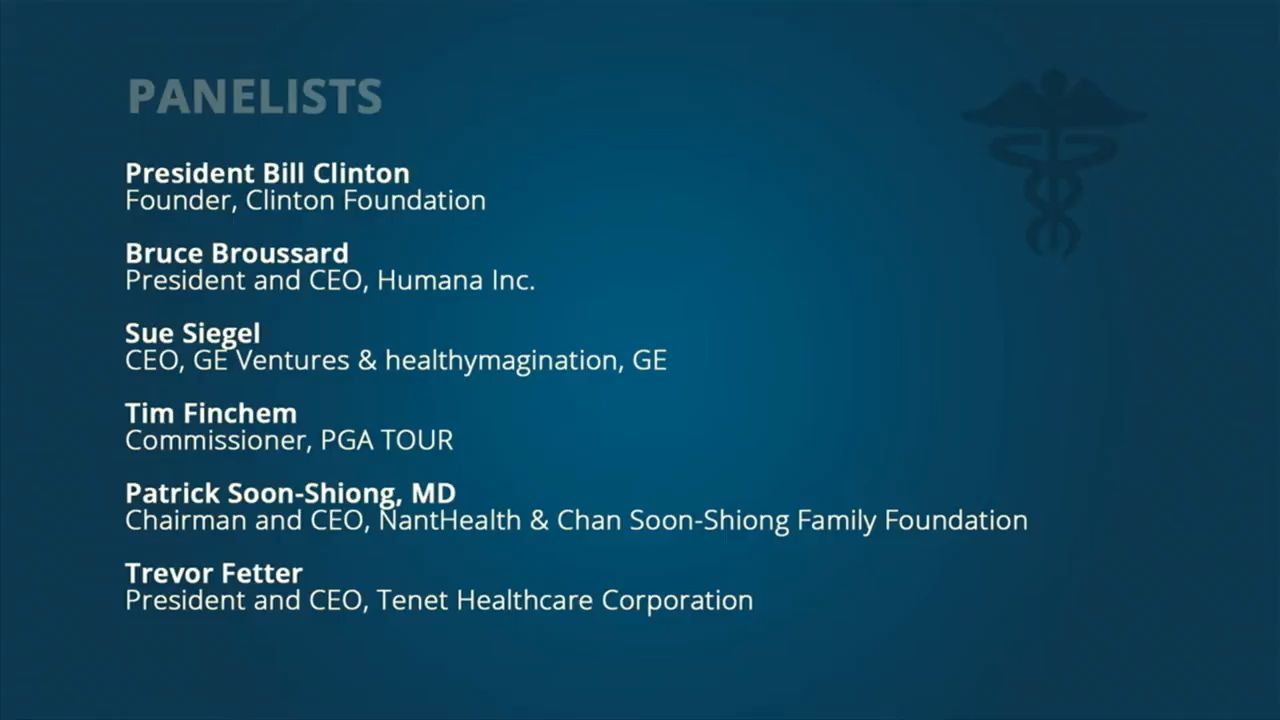 PANELISTS
President Bill Clinton
Founder, Clinton Foundation
Bruce Broussard
President and CEO, Humana Inc.
Sue Siegel
CEO, GE Ventures & healthymagination, GE
Tim Finchem
Commissioner, PGA TOUR
Patrick Soon-Shiong, MD
Chairman and CEO, NantHealth & Chan Soon-Shiong Family Foundation
Trevor Fetter
President and CEO, Tenet Healthcare Corporation